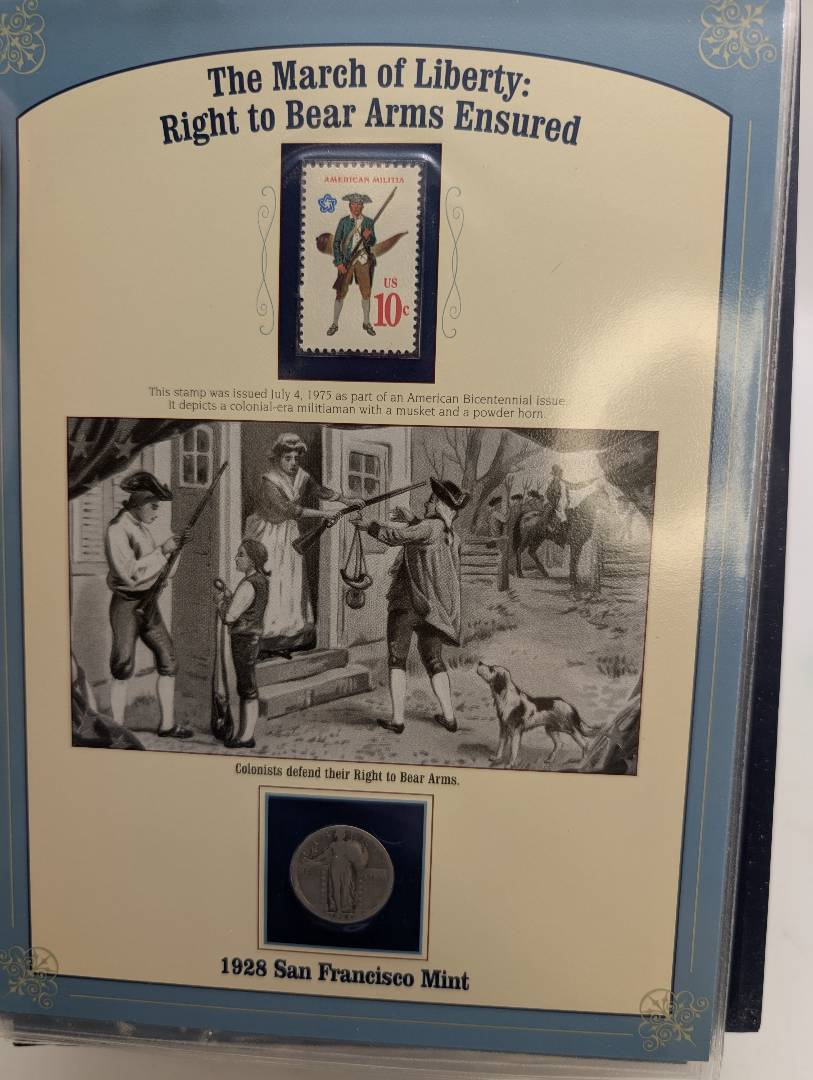 The March of Liberty:
Right to Bear Arms Ensured
AMERICAN MILITIA
US
10c
This stamp was issued July 4, 1975 as part of an American Bicentennial issue.
It depicts a colonial-era militiaman with a musket and a powder horn.
Colonists defend their Right to Bear Arms.
1928 San Francisco Mint